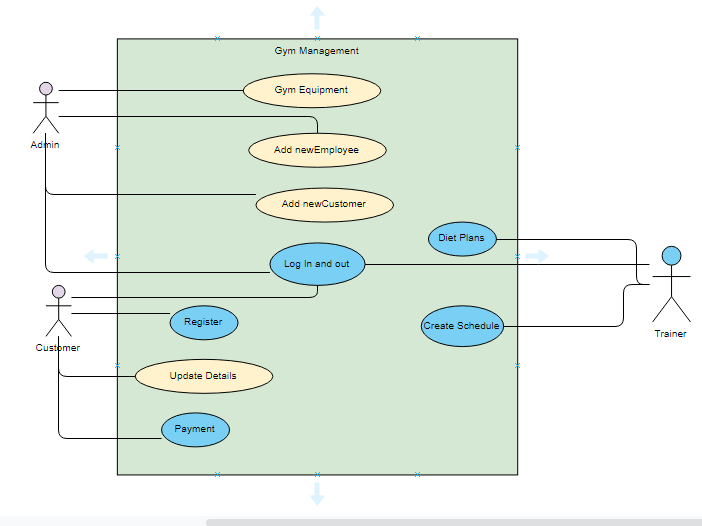 Gym Management
Gym Equipment
Admin
Add newEmployee
Add newCustomer
Diet Plans
Log In and out
Register
Create Schedule
Trainer
Customer
Update Details
Payment